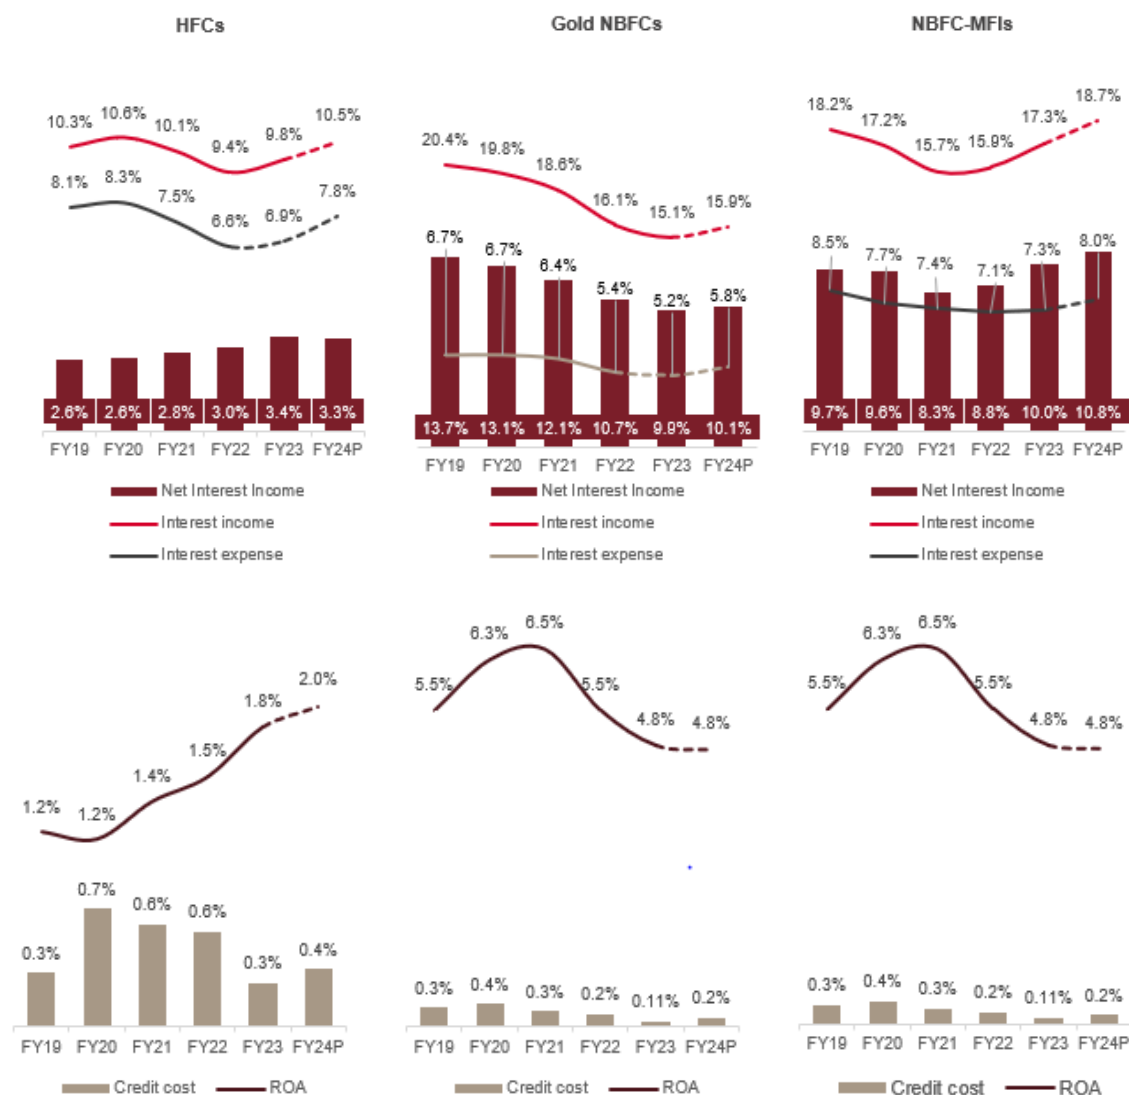 HFCs
10.3% 10.6% 10.1% 9.4% 9.8% 10.5%
8.1% 8.3% 7.5% 6.6% 6.9% 7.8%
2.6% 2.6% 2.8% 3.0% 3.4% 3.3%
FY19 FY20 FY21 FY22 FY23 FY24P
Net Interest Income
Interest income
Interest expense
Gold NBFCs
20.4% 19.8% 18.6% 16.1% 15.1% 15.9%
6.7% 6.7% 6.4% 5.4% 5.2% 5.8%
13.7% 13.1% 12.1% 10.7% 9.9% 10.1%
FY19 FY20 FY21 FY22 FY23 FY24P
Net Interest Income
Interest income
Interest expense
NBFC-MFIs
18.2% 17.2% 15.7% 15.9% 17.3% 18.7%
8.5% 7.7% 7.4% 7.1% 7.3% 8.0%
9.7% 9.6% 8.3% 8.8% 10.0% 10.8%
FY19 FY20 FY21 FY22 FY23 FY24P
Net Interest Income
Interest income
Interest expense
1.2% 1.2% 1.4% 1.5% 1.8% 2.0%
0.3% 0.7% 0.6% 0.6% 0.3% 0.4%
FY19 FY20 FY21 FY22 FY23 FY24P
Credit cost ROA
5.5% 6.3% 6.5% 5.5% 4.8% 4.8%
0.3% 0.4% 0.3% 0.2% 0.11% 0.2%
FY19 FY20 FY21 FY22 FY23 FY24P
Credit cost ROA
5.5% 6.3% 6.5% 5.5% 4.8% 4.8%
0.3% 0.4% 0.3% 0.2% 0.11% 0.2%
FY19 FY20 FY21 FY22 FY23 FY24P
Credit cost ROA